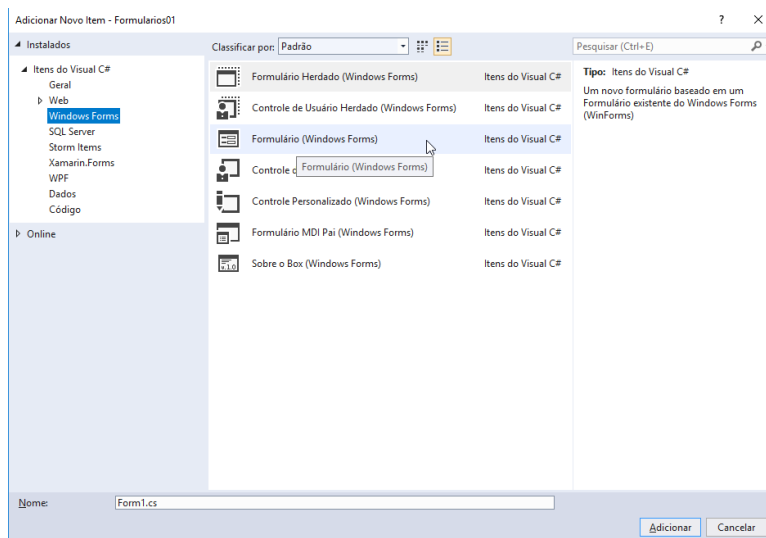 Adicionar Novo Item - Formularios01
?
Instalados
Classificar por: Padrão
Pesquisar (Ctrl+E)
Itens do Visual C#
Geral
Web
Windows Forms
SQL Server
Storm Items
Xamarin.Forms
WPF
Dados
Código
Online
Formulário Herdado (Windows Forms) Itens do Visual C#
Controle de Usuário Herdado (Windows Forms) Itens do Visual C#
Formulário (Windows Forms) Itens do Visual C#
Controle Itens do Visual C#
Formulário (Windows Forms)
Controle Personalizado (Windows Forms) Itens do Visual C#
Formulário MDI Pai (Windows Forms) Itens do Visual C#
v.1.0 Sobre o Box (Windows Forms) Itens do Visual C#
Tipo: Itens do Visual C#
Um novo formulário baseado em um
Formulário existente do Windows Forms
(WinForms)
Nome: Form1.cs
Adicionar Cancelar